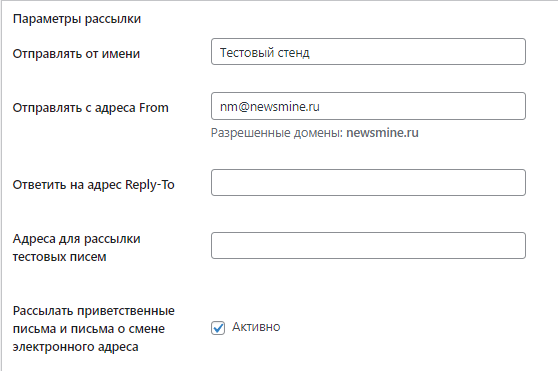 Параметры рассылки
Отправлять от имени
Тестовый стенд
Отправлять с адреса From
nm@newsmine.ru
Разрешенные домены: newsmine.ru
Ответить на адрес Reply-To
Адреса для рассылки
тестовых писем
Рассылать приветственные
письма и письма о смене
электронного адреса
Активно